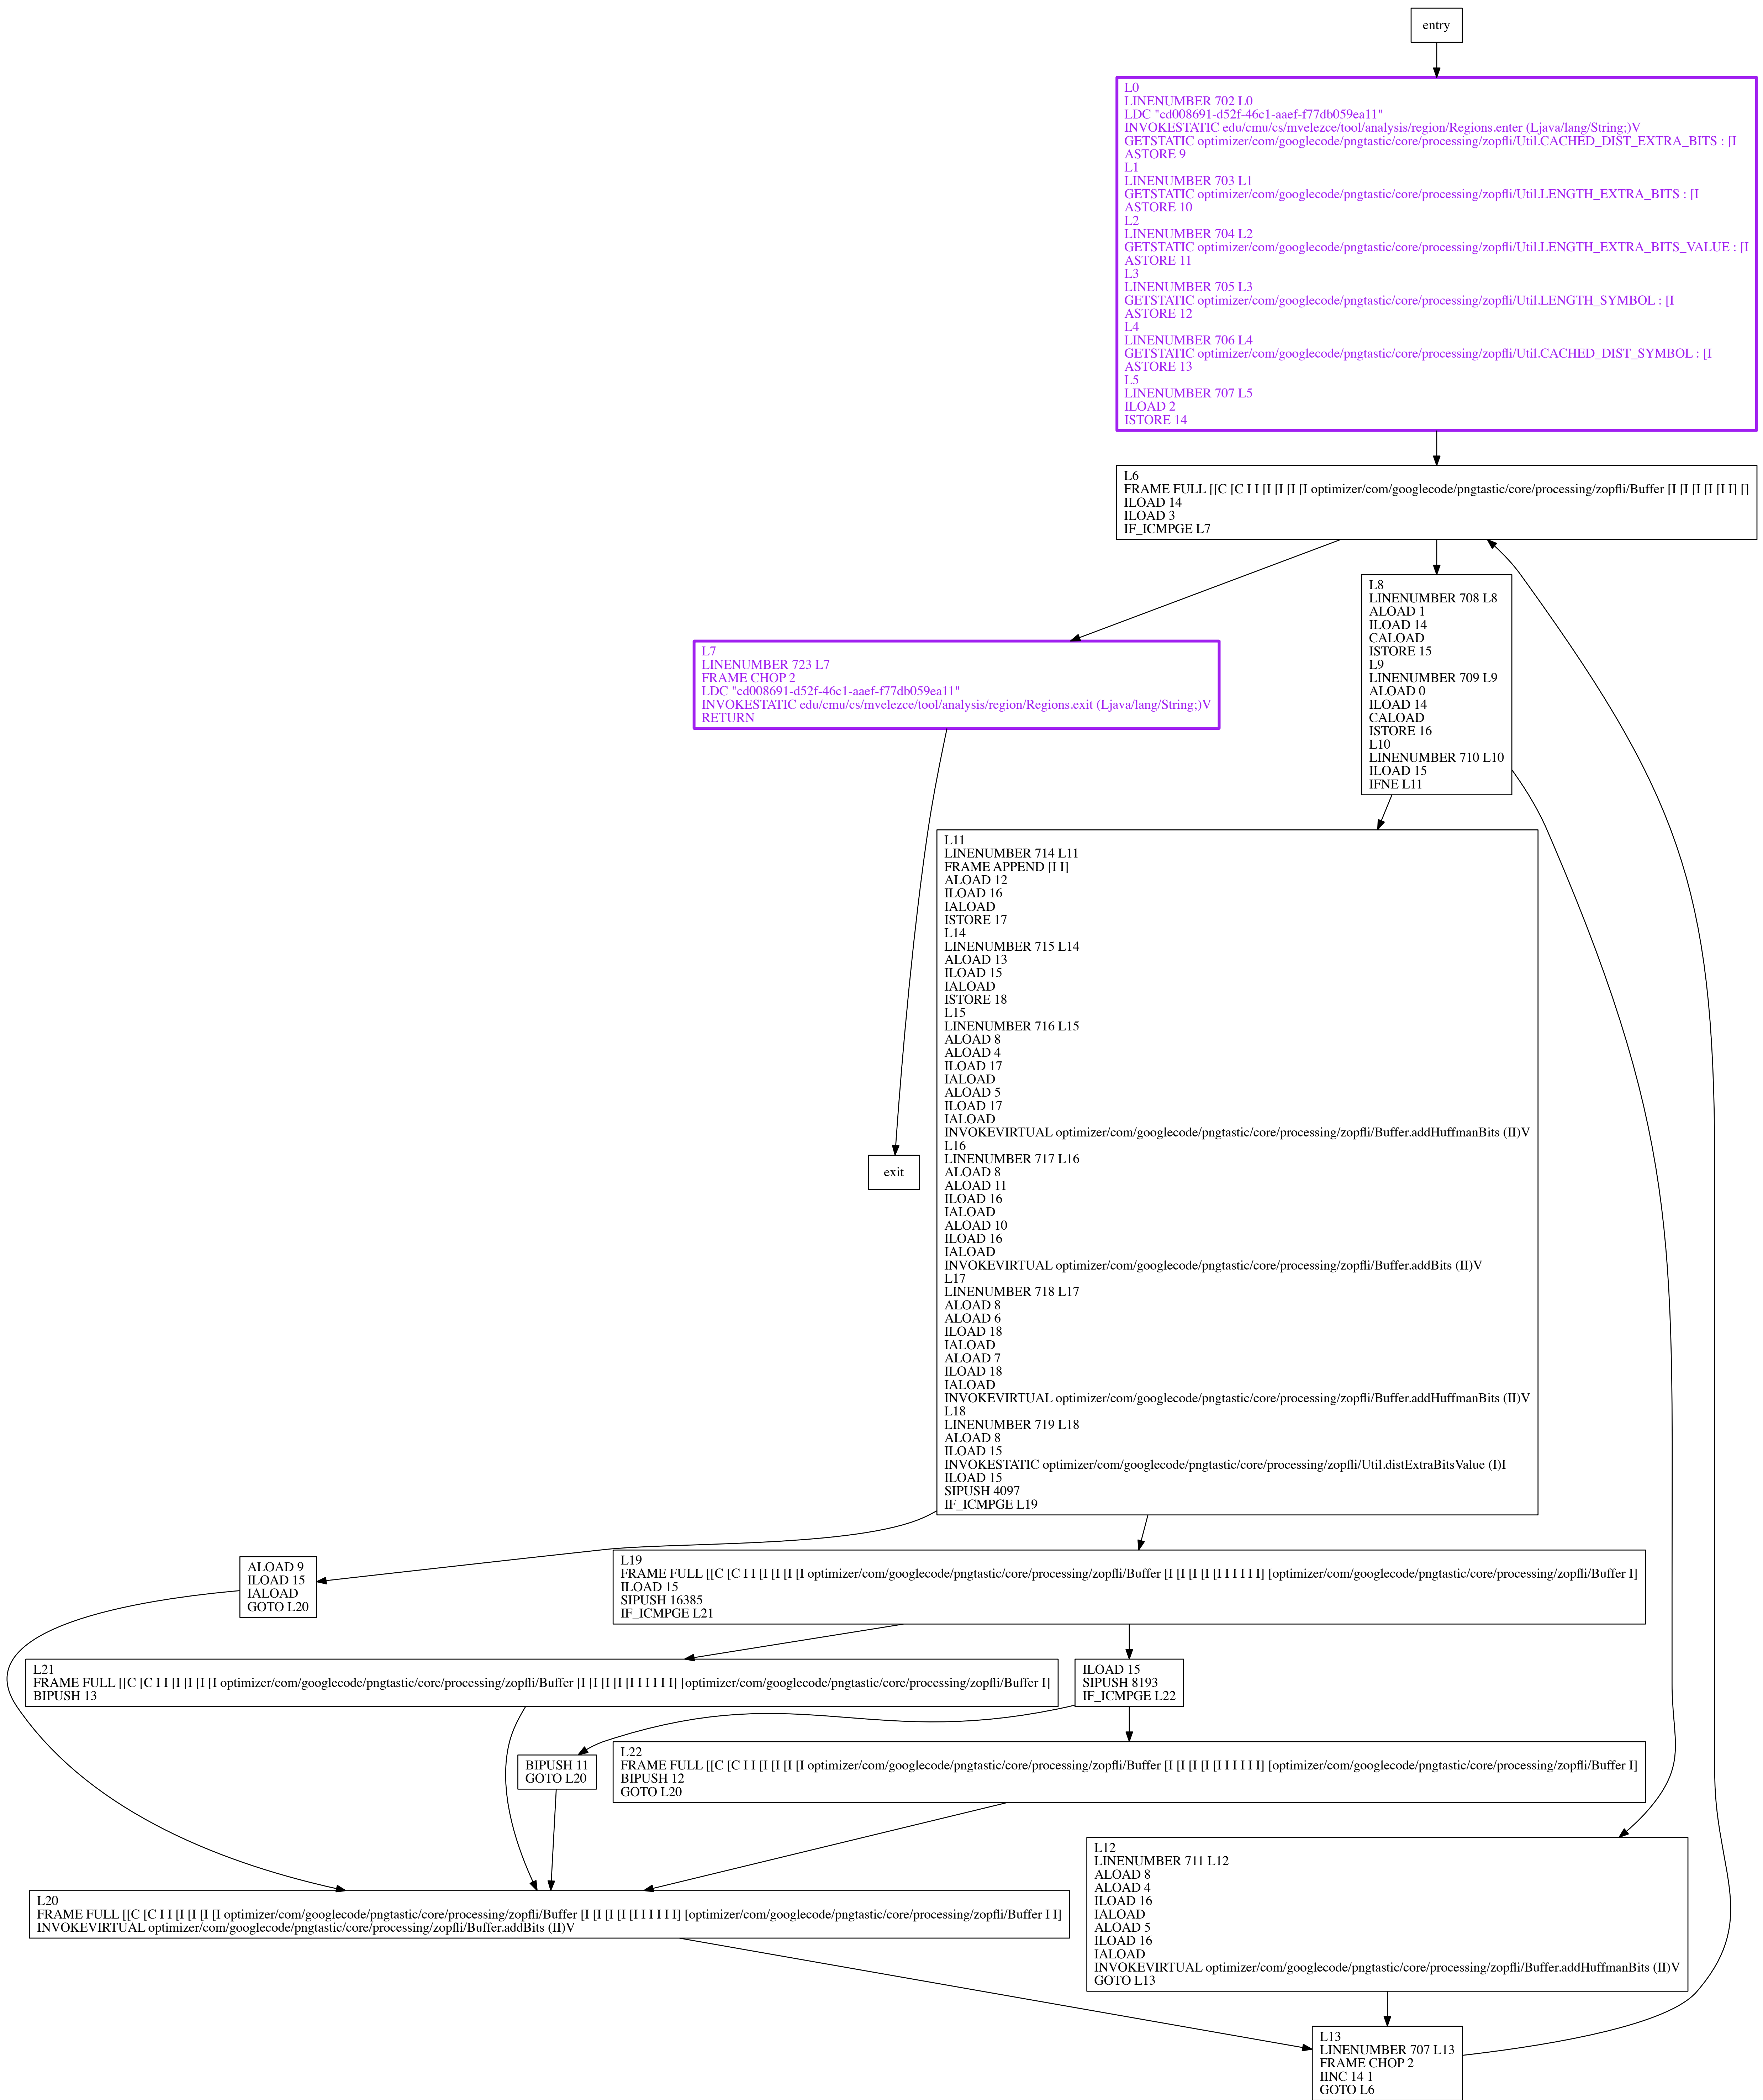 entry
L0
LINENUMBER 702 L0
LDC "cd008691-d52f-46c1-aaef-f77db059ea11"
INVOKESTATIC edu/cmu/cs/mvelezce/tool/analysis/region/Regions.enter (Ljava/lang/String;)V
GETSTATIC optimizer/com/googlecode/pngtastic/core/processing/zopfli/Util.CACHED_DIST_EXTRA_BITS : [I
ASTORE 9
L1
LINENUMBER 703 L1
GETSTATIC optimizer/com/googlecode/pngtastic/core/processing/zopfli/Util.LENGTH_EXTRA_BITS : [I
ASTORE 10
L2
LINENUMBER 704 L2
GETSTATIC optimizer/com/googlecode/pngtastic/core/processing/zopfli/Util.LENGTH_EXTRA_BITS_VALUE : [I
ASTORE 11
L3
LINENUMBER 705 L3
GETSTATIC optimizer/com/googlecode/pngtastic/core/processing/zopfli/Util.LENGTH_SYMBOL : [I
ASTORE 12
L4
LINENUMBER 706 L4
GETSTATIC optimizer/com/googlecode/pngtastic/core/processing/zopfli/Util.CACHED_DIST_SYMBOL : [I
ASTORE 13
L5
LINENUMBER 707 L5
ILOAD 2
ISTORE 14
L6
FRAME FULL [[C [C I I [I [I [I [I optimizer/com/googlecode/pngtastic/core/processing/zopfli/Buffer [I [I [I [I [I I] []
ILOAD 14
ILOAD 3
IF_ICMPGE L7
L8
LINENUMBER 708 L8
ALOAD 1
ILOAD 14
CALOAD
ISTORE 15
L9
LINENUMBER 709 L9
ALOAD 0
ILOAD 14
CALOAD
ISTORE 16
L10
LINENUMBER 710 L10
ILOAD 15
IFNE L11
L7
LINENUMBER 723 L7
FRAME CHOP 2
LDC "cd008691-d52f-46c1-aaef-f77db059ea11"
INVOKESTATIC edu/cmu/cs/mvelezce/tool/analysis/region/Regions.exit (Ljava/lang/String;)V
RETURN
L11
LINENUMBER 714 L11
FRAME APPEND [I I]
ALOAD 12
ILOAD 16
IALOAD
ISTORE 17
L14
LINENUMBER 715 L14
ALOAD 13
ILOAD 15
IALOAD
ISTORE 18
L15
LINENUMBER 716 L15
ALOAD 8
ALOAD 4
ILOAD 17
IALOAD
ALOAD 5
ILOAD 17
IALOAD
INVOKEVIRTUAL optimizer/com/googlecode/pngtastic/core/processing/zopfli/Buffer.addHuffmanBits (II)V
L16
LINENUMBER 717 L16
ALOAD 8
ALOAD 11
ILOAD 16
IALOAD
ALOAD 10
ILOAD 16
IALOAD
INVOKEVIRTUAL optimizer/com/googlecode/pngtastic/core/processing/zopfli/Buffer.addBits (II)V
L17
LINENUMBER 718 L17
ALOAD 8
ALOAD 6
ILOAD 18
IALOAD
ALOAD 7
ILOAD 18
IALOAD
INVOKEVIRTUAL optimizer/com/googlecode/pngtastic/core/processing/zopfli/Buffer.addHuffmanBits (II)V
L18
LINENUMBER 719 L18
ALOAD 8
ILOAD 15
INVOKESTATIC optimizer/com/googlecode/pngtastic/core/processing/zopfli/Util.distExtraBitsValue (I)I
ILOAD 15
SIPUSH 4097
IF_ICMPGE L19
exit
ALOAD 9
ILOAD 15
IALOAD
GOTO L20
L19
FRAME FULL [[C [C I I [I [I [I [I optimizer/com/googlecode/pngtastic/core/processing/zopfli/Buffer [I [I [I [I [I I I I I I] [optimizer/com/googlecode/pngtastic/core/processing/zopfli/Buffer I]
ILOAD 15
SIPUSH 16385
IF_ICMPGE L21
L21
FRAME FULL [[C [C I I [I [I [I [I optimizer/com/googlecode/pngtastic/core/processing/zopfli/Buffer [I [I [I [I [I I I I I I] [optimizer/com/googlecode/pngtastic/core/processing/zopfli/Buffer I]
BIPUSH 13
ILOAD 15
SIPUSH 8193
IF_ICMPGE L22
BIPUSH 11
GOTO L20
L22
FRAME FULL [[C [C I I [I [I [I [I optimizer/com/googlecode/pngtastic/core/processing/zopfli/Buffer [I [I [I [I [I I I I I I] [optimizer/com/googlecode/pngtastic/core/processing/zopfli/Buffer I]
BIPUSH 12
GOTO L20
L20
FRAME FULL [[C [C I I [I [I [I [I optimizer/com/googlecode/pngtastic/core/processing/zopfli/Buffer [I [I [I [I [I I I I I I] [optimizer/com/googlecode/pngtastic/core/processing/zopfli/Buffer I I]
INVOKEVIRTUAL optimizer/com/googlecode/pngtastic/core/processing/zopfli/Buffer.addBits (II)V
L12
LINENUMBER 711 L12
ALOAD 8
ALOAD 4
ILOAD 16
IALOAD
ALOAD 5
ILOAD 16
IALOAD
INVOKEVIRTUAL optimizer/com/googlecode/pngtastic/core/processing/zopfli/Buffer.addHuffmanBits (II)V
GOTO L13
L13
LINENUMBER 707 L13
FRAME CHOP 2
IINC 14 1
GOTO L6